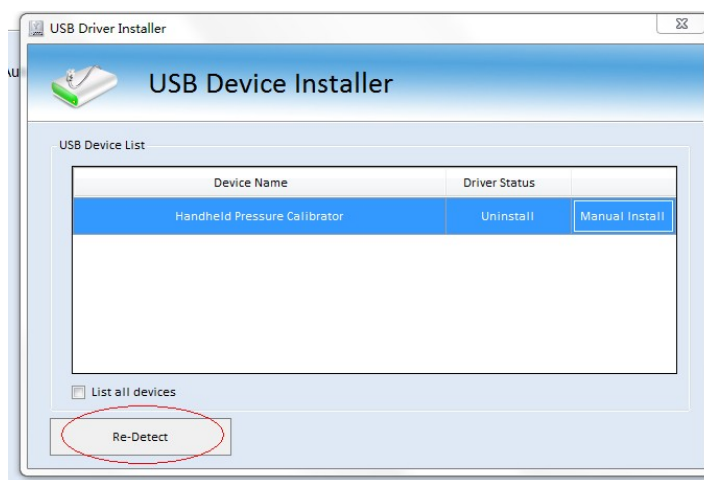 USB Driver Installer
USB Device Installer
USB Device List
Device Name Driver Status
Handheld Pressure Calibrator Uninstall Manual Install
List all devices
Re-Detect